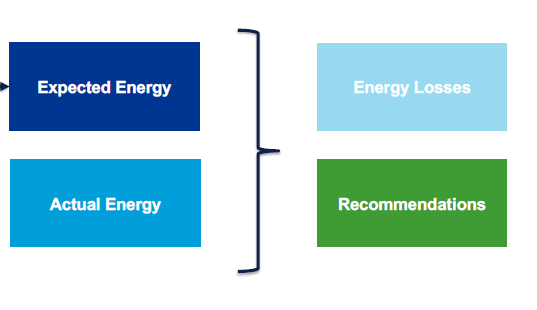 Expected Energy
Actual Energy
Energy Losses
Recommendations